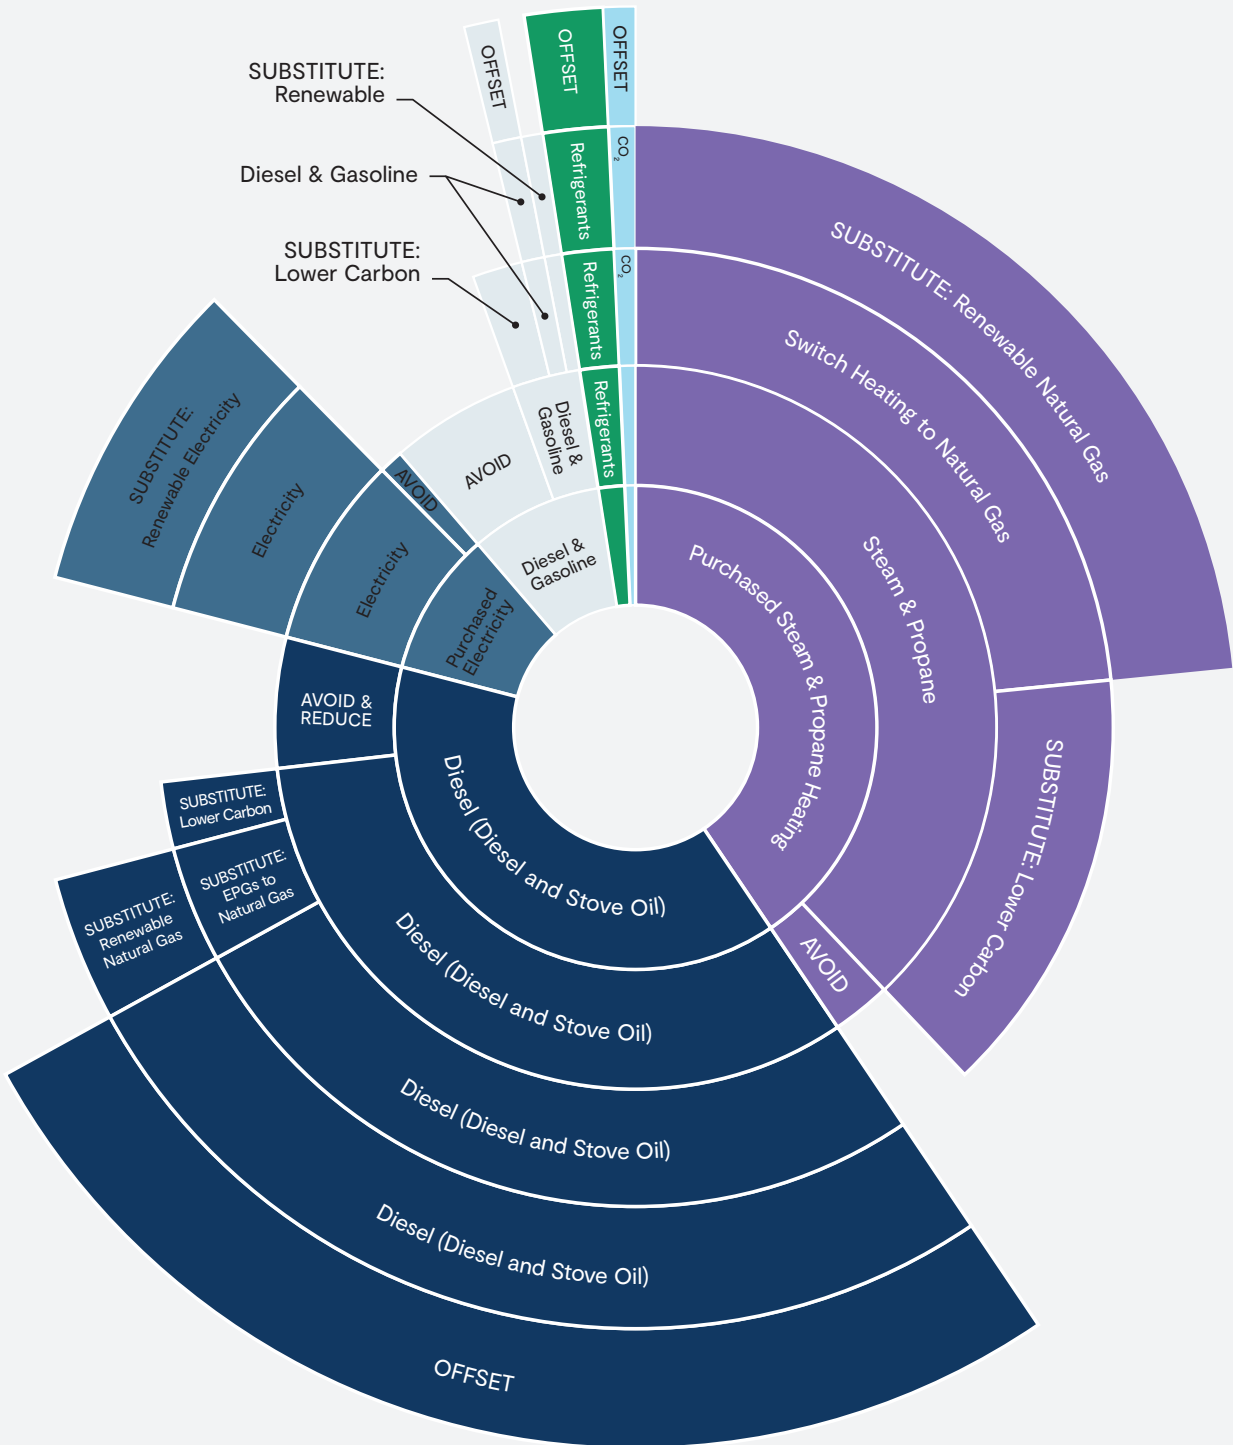 OFFSET
OFFSET
OFFSET
SUBSTITUTE:
Renewable
Diesel & Gasoline
SUBSTITUTE:
Lower Carbon
Refrigerants
CO₂
Refrigerants
CO₂
Refrigerants
Diesel &
Gasoline
AVOID
Diesel &
Gasoline
SUBSTITUTE: Renewable Natural Gas
Switch Heating to Natural Gas
Steam & Propane
Purchased Steam & Propane Heating
SUBSTITUTE: Lower Carbon
AVOID
SUBSTITUTE:
Renewable Electricity
Electricity
Electricity
AVOID
Purchased
Electricity
AVOID &
REDUCE
SUBSTITUTE:
Lower Carbon
SUBSTITUTE:
EPGs to
Natural Gas
SUBSTITUTE:
Renewable
Natural Gas
Diesel (Diesel and Stove Oil)
Diesel (Diesel and Stove Oil)
Diesel (Diesel and Stove Oil)
Diesel (Diesel and Stove Oil)
OFFSET